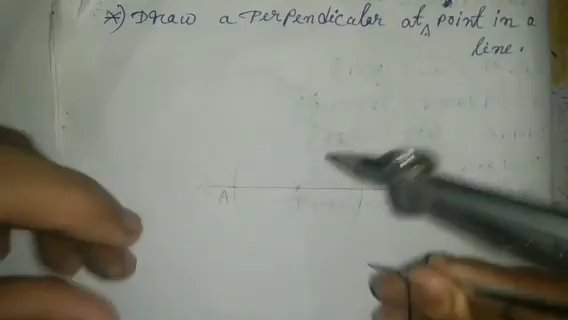 *) Draw a perpendicular at A point in a
line.
A